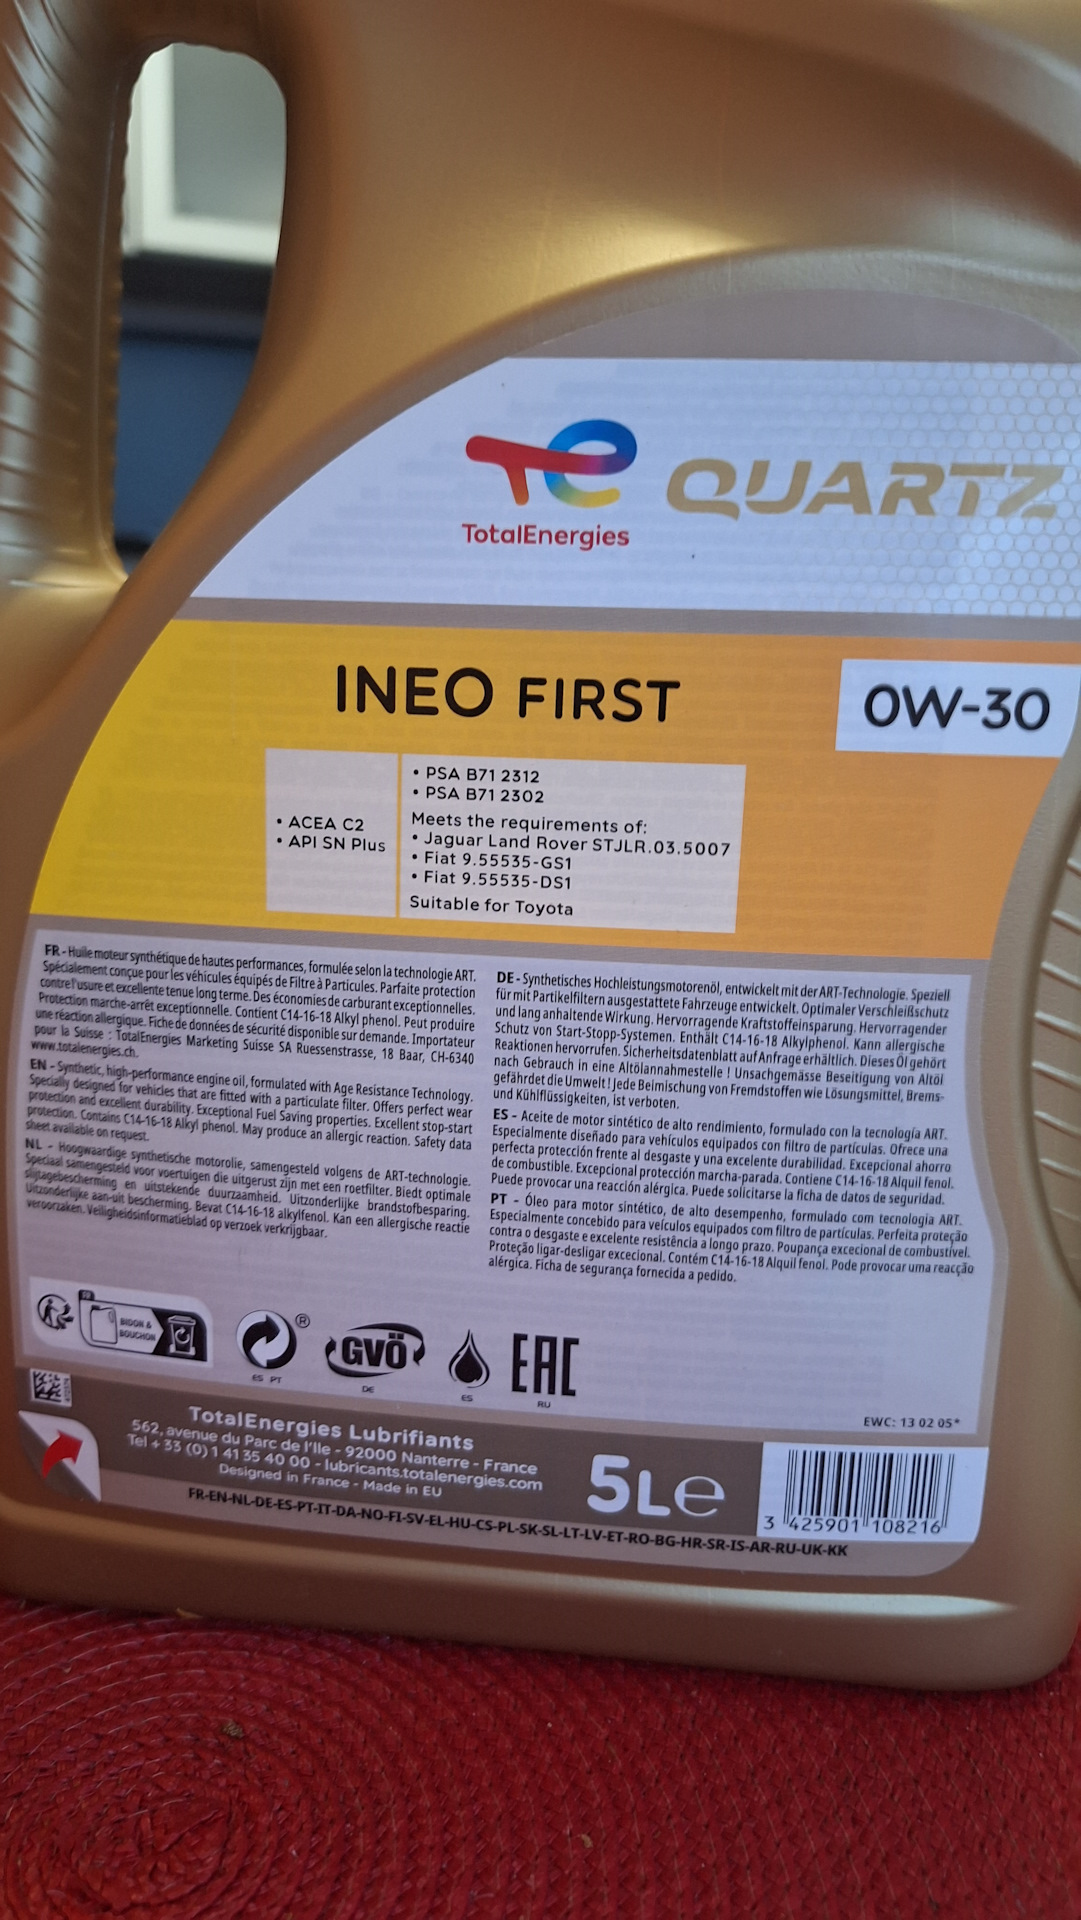 TotalEnergies
QUARTZ
INEO FIRST
0W-30
• ACEA C2
• API SN Plus
• PSA B71 2312
• PSA B71 2302
Meets the requirements of:
• Jaguar Land Rover STJLR.03.5007
• Fiat 9.55535-GS1
• Fiat 9.55535-DS1
Suitable for Toyota
FR - Huile moteur synthétique de hautes performances, formulée selon la technologie ART.
Spécialement conçue pour les véhicules équipés de Filtre à Particules. Parfaite protection
contre l'usure et excellente tenue long terme. Des économies de carburant exceptionnelles.
Protection marche-arrêt exceptionnelle. Contient C14-16-18 Alkyl phenol. Peut produire
une réaction allergique. Fiche de données de sécurité disponible sur demande. Importateur
pour la Suisse : TotalEnergies Marketing Suisse SA Ruessenstrasse, 18 Baar, CH-6340
www.totalenergies.ch.
EN - Synthetic, high-performance engine oil, formulated with Age Resistance Technology.
Specially designed for vehicles that are fitted with a particulate filter. Offers perfect wear
protection and excellent durability. Exceptional Fuel Saving properties. Excellent stop-start
protection. Contains C14-16-18 Alkyl phenol. May produce an allergic reaction. Safety data
sheet available on request.
NL - Hoogwaardige synthetische motorolie, samengesteld volgens de ART-technologie.
Speciaal samengesteld voor voertuigen die uitgerust zijn met een roetfilter. Biedt optimale
slijtagebescherming en uitstekende duurzaamheid. Uitzonderlijke brandstofbesparing.
Uitzonderlijke aan-uit bescherming. Bevat C14-16-18 alkylfenol. Kan een allergische reactie
veroorzaken. Veiligheidsinformatieblad op verzoek verkrijgbaar.
DE - Synthetisches Hochleistungsmotorenöl, entwickelt mit der ART-Technologie. Speziell
für mit Partikelfiltern ausgestattete Fahrzeuge entwickelt. Optimaler Verschleißschutz
und lang anhaltende Wirkung. Hervorragende Kraftstoffeinsparung. Hervorragender
Schutz von Start-Stopp-Systemen. Enthält C14-16-18 Alkylphenol. Kann allergische
Reaktionen hervorrufen. Sicherheitsdatenblatt auf Anfrage erhältlich. Dieses Öl gehört
nach Gebrauch in eine Altölannahmestelle ! Unsachgemässe Beseitigung von Altöl
gefährdet die Umwelt ! Jede Beimischung von Fremdstoffen wie Lösungsmittel, Brems-
und Kühlflüssigkeiten, ist verboten.
ES - Aceite de motor sintético de alto rendimiento, formulado con la tecnología ART.
Especialmente diseñado para vehículos equipados con filtro de partículas. Ofrece una
perfecta protección frente al desgaste y una excelente durabilidad. Excepcional ahorro
de combustible. Excepcional protección marcha-parada. Contiene C14-16-18 Alquil fenol.
Puede provocar una reacción alérgica. Puede solicitarse la ficha de datos de seguridad.
PT - Óleo para motor sintético, de alto desempenho, formulado com tecnologia ART.
Especialmente concebido para veículos equipados com filtro de partículas. Perfeita proteção
contra o desgaste e excelente resistência a longo prazo. Poupança excecional de combustível.
Proteção ligar-desligar excecional. Contém C14-16-18 Alquil fenol. Pode provocar uma reacção
alérgica. Ficha de segurança fornecida a pedido.
FR
BIDON &
BOUCHON
®
ES PT
GVÖ
DE
ES
EAC
RU
EWC: 13 02 05*
TotalEnergies Lubrifiants
562, avenue du Parc de l'Ile - 92000 Nanterre - France
Tel + 33 (0) 1 41 35 40 00 - lubricants.totalenergies.com
Designed in France - Made in EU
5L e
3 425901 108216
FR-EN-NL-DE-ES-PT-IT-DA-NO-FI-SV-EL-HU-CS-PL-SK-SL-LT-LV-ET-RO-BG-HR-SR-IS-AR-RU-UK-KK